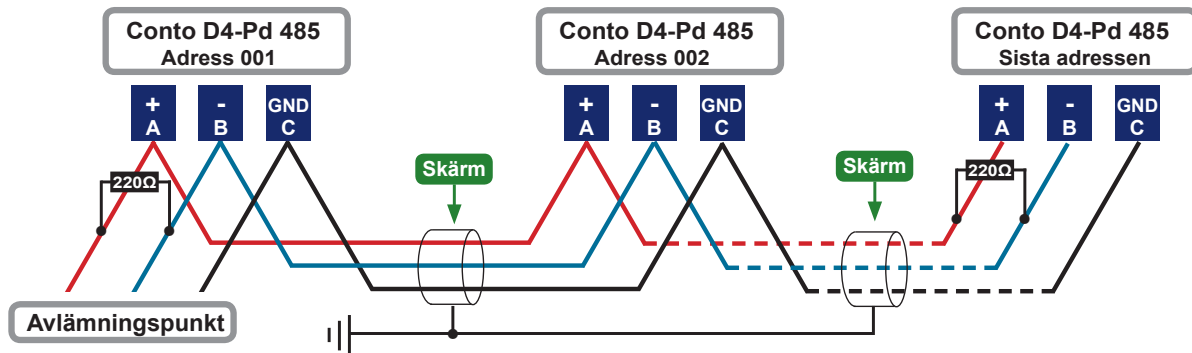 Conto D4-Pd 485
Adress 001
Conto D4-Pd 485
Adress 002
Conto D4-Pd 485
Sista adressen
+
A
-
B
GND
C
+
A
-
B
GND
C
+
A
-
B
GND
C
220Ω
Skärm
Skärm
220Ω
Avlämningspunkt